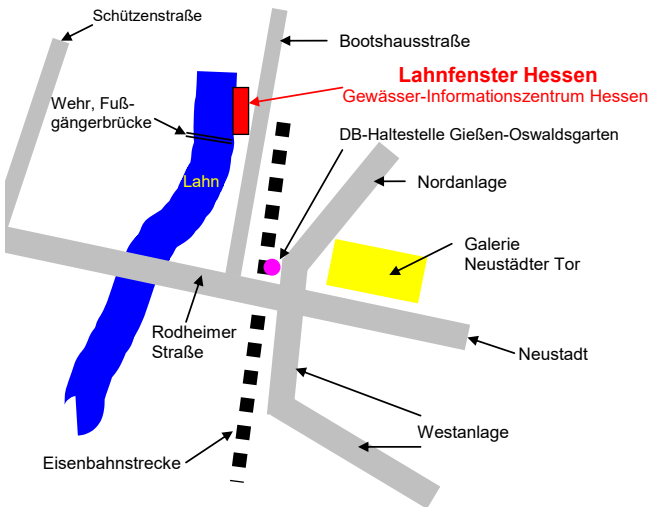 Schützenstraße
Bootshausstraße
Lahnfenster Hessen
Gewässer-Informationszentrum Hessen
Wehr, Fuß-
gängerbrücke
DB-Haltestelle Gießen-Oswaldsgarten
Lahn
Nordanlage
Galerie
Neustädter Tor
Rodheimer
Straße
Neustadt
Westanlage
Eisenbahnstrecke